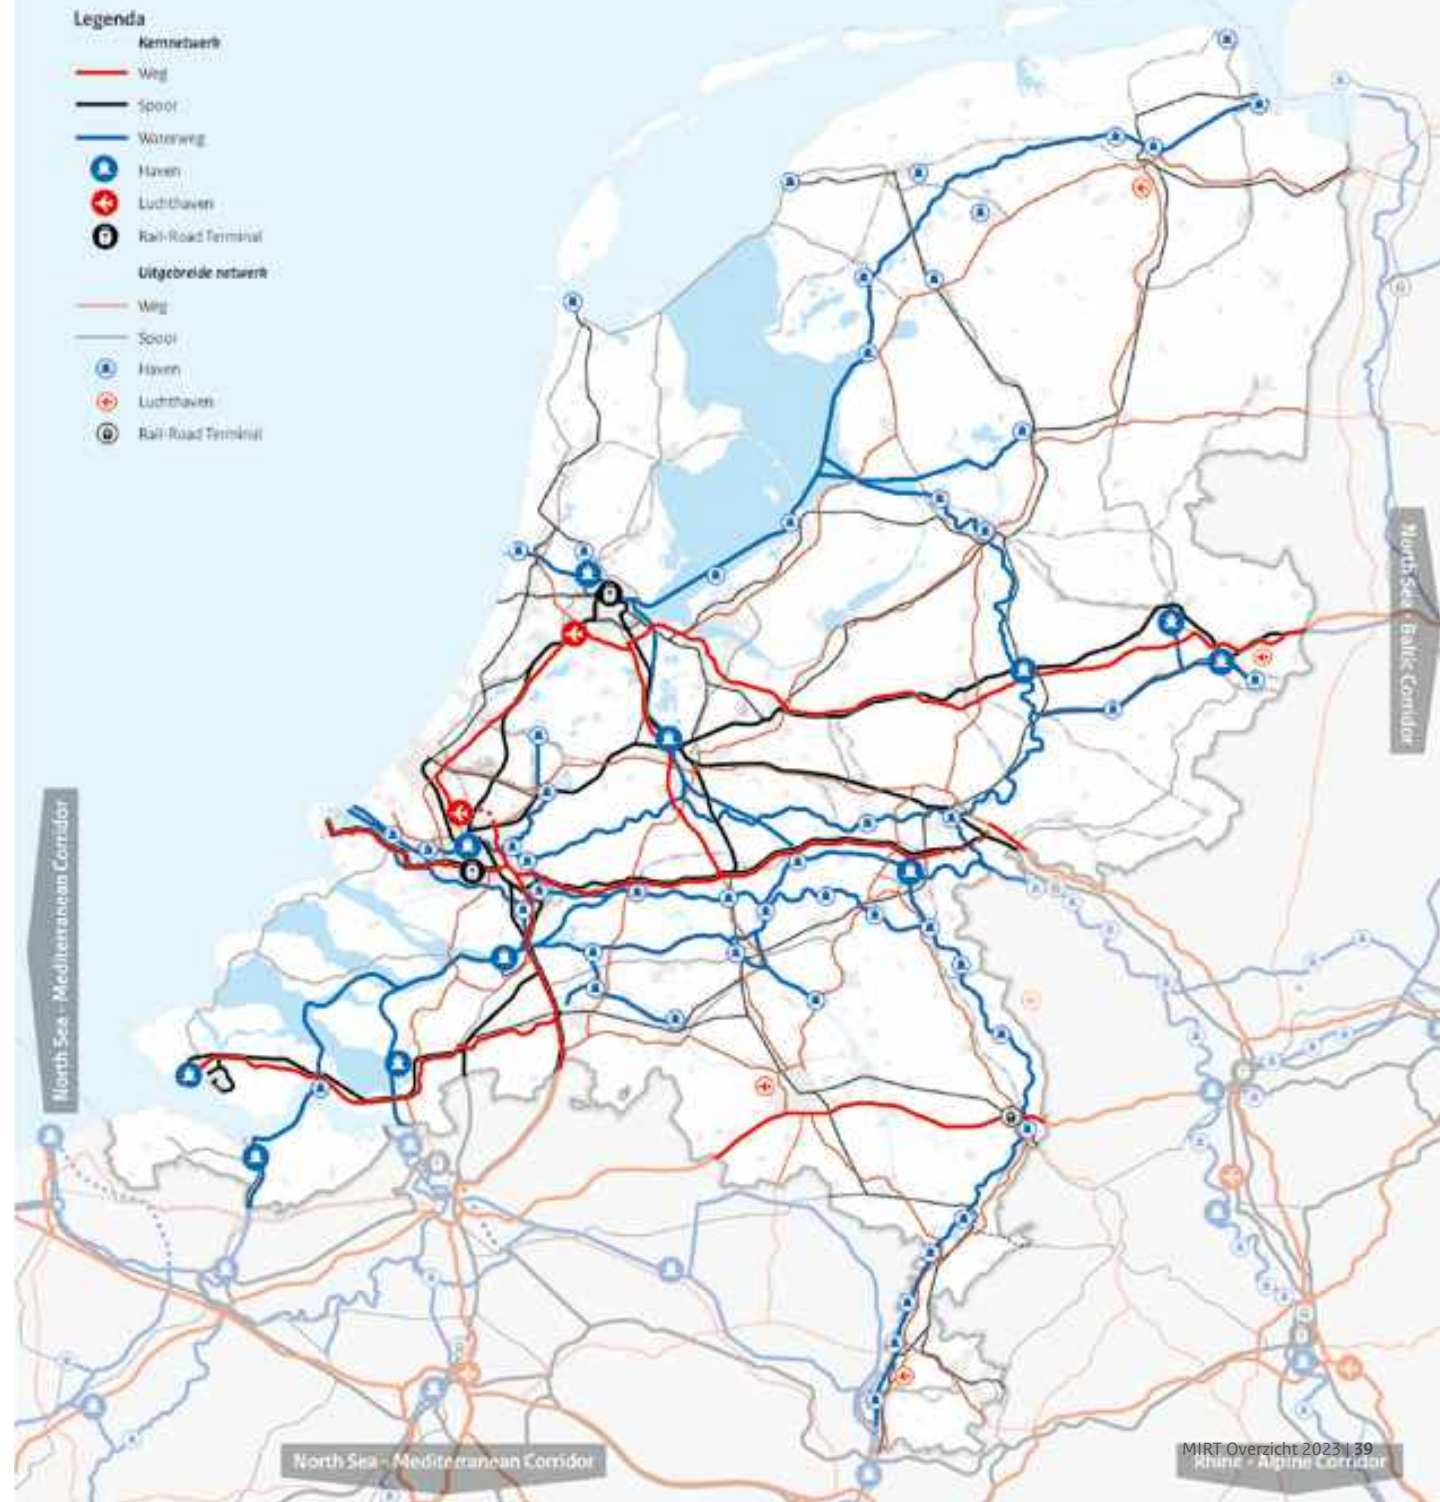 Legenda
Kernnetwerk
Weg
Spoor
Waterweg
Haven
Luchthaven
Rail-Road Terminal
Uitgebreide netwerk
Weg
Spoor
Haven
Luchthaven
Rail-Road Terminal
North Sea - Baltic Corridor
North Sea - Mediterranean Corridor
North Sea - Mediterranean Corridor
MIRT Overzicht 2023 | 39
Rhine - Alpine Corridor